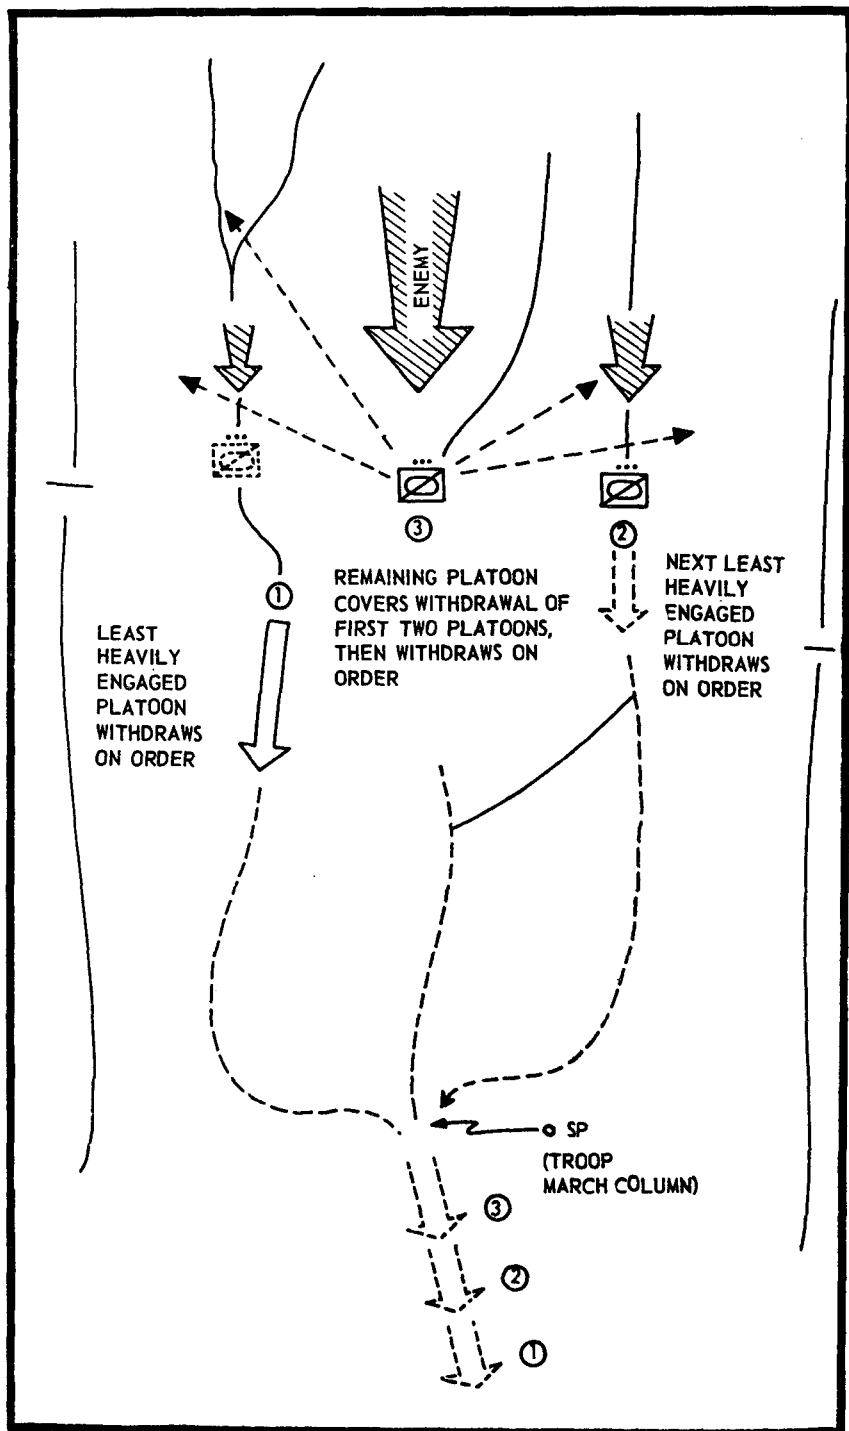 ENEMY
③
②
①
REMAINING PLATOON
COVERS WITHDRAWAL OF
FIRST TWO PLATOONS,
THEN WITHDRAWS ON
ORDER
NEXT LEAST
HEAVILY
ENGAGED
PLATOON
WITHDRAWS
ON ORDER
LEAST
HEAVILY
ENGAGED
PLATOON
WITHDRAWS
ON ORDER
SP
(TROOP
MARCH COLUMN)
③
②
①